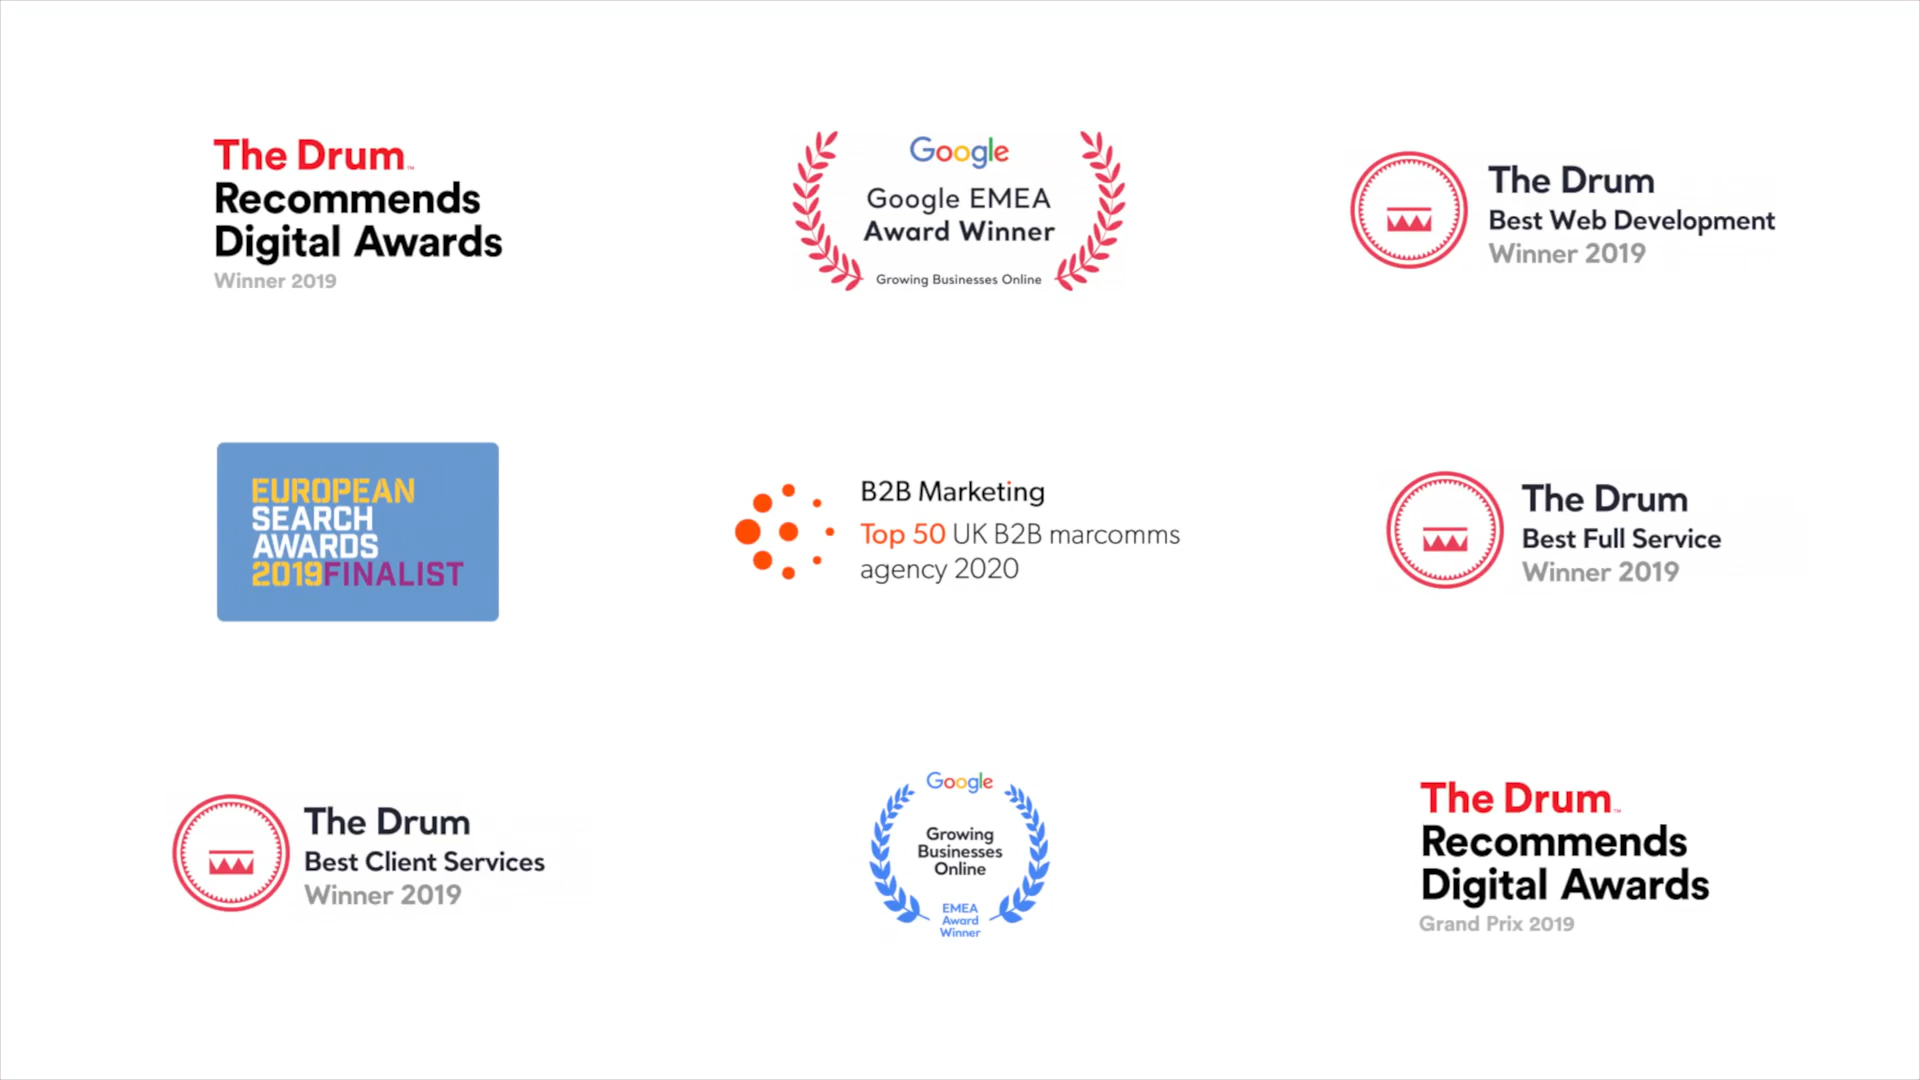 The Drum™
Recommends
Digital Awards
Winner 2019
Google
Google EMEA
Award Winner
Growing Businesses Online
The Drum
Best Web Development
Winner 2019
EUROPEAN
SEARCH
AWARDS
2019FINALIST
B2B Marketing
Top 50 UK B2B marcomms
agency 2020
The Drum
Best Full Service
Winner 2019
The Drum
Best Client Services
Winner 2019
Google
Growing
Businesses
Online
EMEA
Award
Winner
The Drum™
Recommends
Digital Awards
Grand Prix 2019